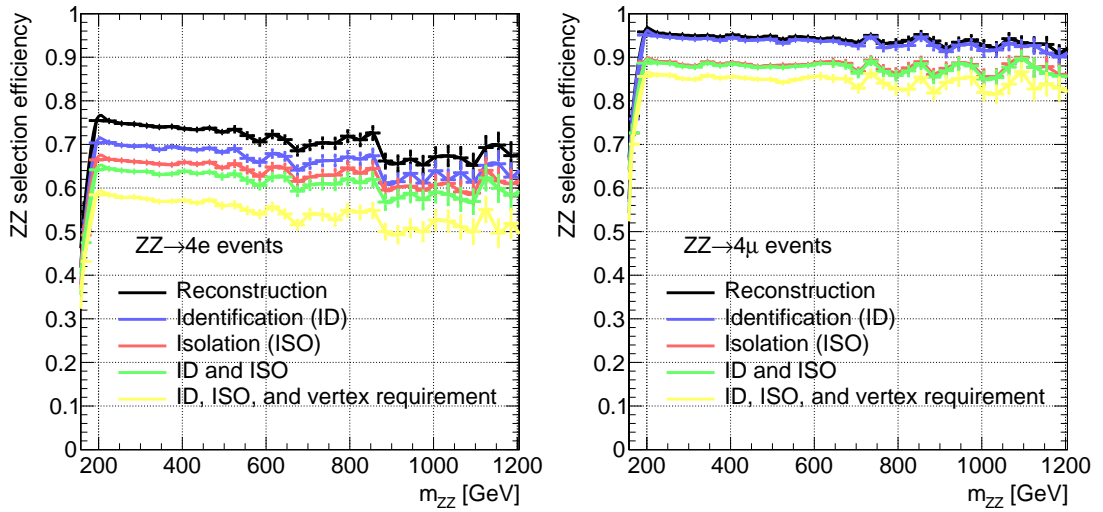 ZZ selection efficiency
1
0.9
0.8
0.7
0.6
0.5
0.4
0.3
0.2
0.1
0
ZZ→4e events
Reconstruction
Identification (ID)
Isolation (ISO)
ID and ISO
ID, ISO, and vertex requirement
200 400 600 800 1000 1200
m_ZZ [GeV]
ZZ selection efficiency
1
0.9
0.8
0.7
0.6
0.5
0.4
0.3
0.2
0.1
0
ZZ→4μ events
Reconstruction
Identification (ID)
Isolation (ISO)
ID and ISO
ID, ISO, and vertex requirement
200 400 600 800 1000 1200
m_ZZ [GeV]